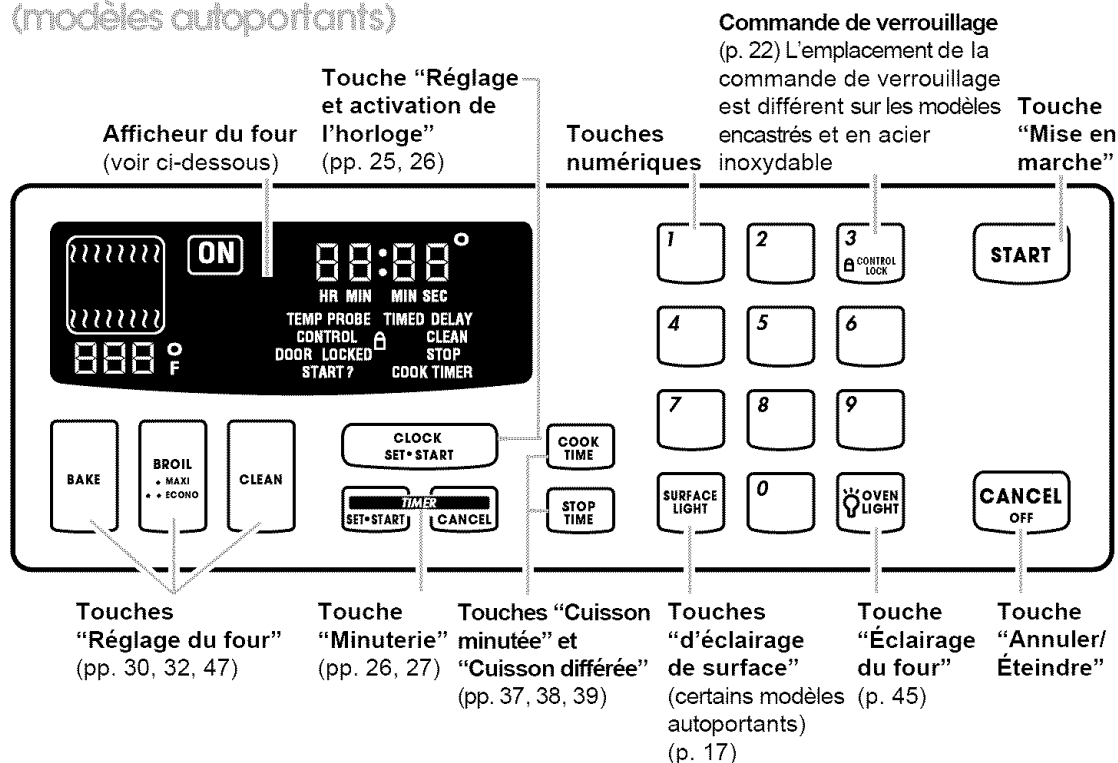 (modèles autoportants)
Commande de verrouillage
(p. 22) L'emplacement de la
commande de verrouillage
est différent sur les modèles
encastrés et en acier
inoxydable
Touche “Réglage
et activation de
l'horloge”
(pp. 25, 26)
Afficheur du four
(voir ci-dessous)
Touches
numériques
Touche
“Mise en
marche”
ON
88:88°
HR MIN MIN SEC
TEMP PROBE TIMED DELAY
CONTROL CLEAN
DOOR LOCKED STOP
START? COOK TIMER
888°F
1
2
3
CONTROL
LOCK
START
4
5
6
7
8
9
BAKE
BROIL
• MAXI
• • ECONO
CLEAN
CLOCK
SET•START
TIMER
SET•START
CANCEL
COOK
TIME
STOP
TIME
SURFACE
LIGHT
0
OVEN
LIGHT
CANCEL
OFF
Touches
“Réglage du four”
(pp. 30, 32, 47)
Touche
“Minuterie”
(pp. 26, 27)
Touches “Cuisson
minutée” et
“Cuisson différée”
(pp. 37, 38, 39)
Touches
“d'éclairage
de surface”
(certains modèles
autoportants)
(p. 17)
Touche
“Éclairage
du four”
(p. 45)
Touche
“Annuler/
Éteindre”